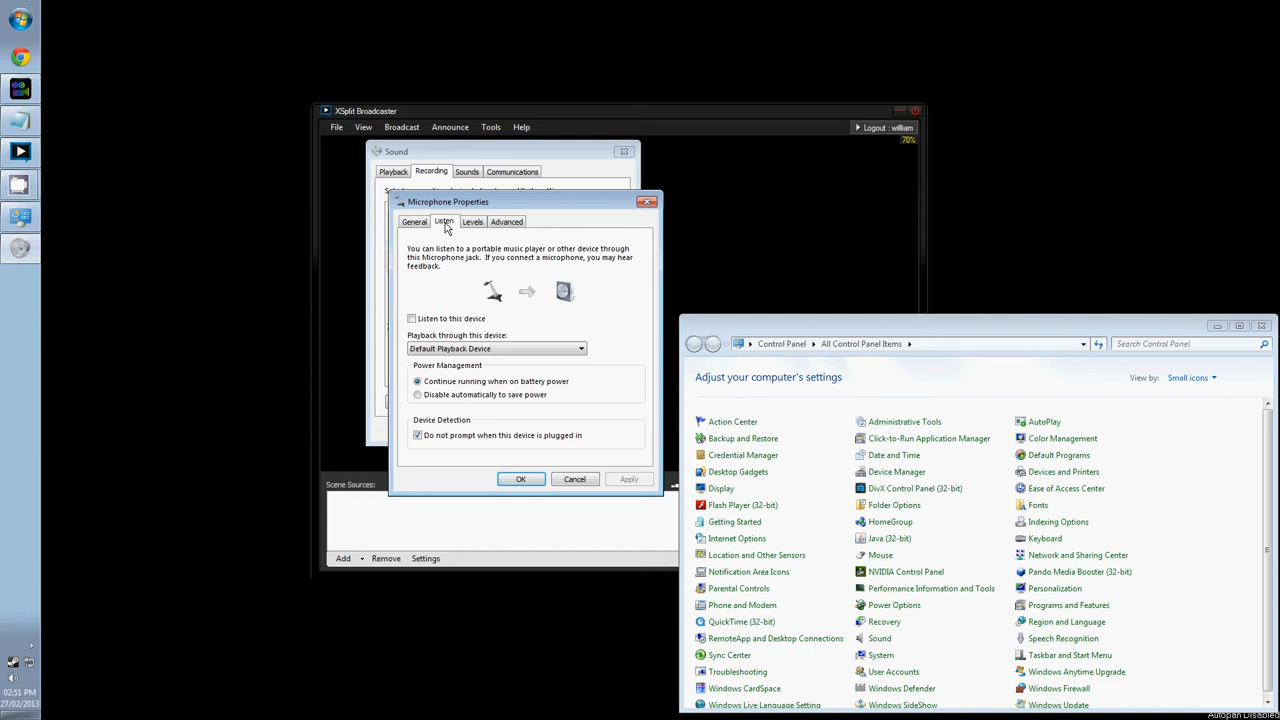 XSplit Broadcaster
File View Broadcast Announce Tools Help
Logout : william
70%
Sound
Playback Recording Sounds Communications
Microphone Properties
General Listen Levels Advanced
You can listen to a portable music player or other device through
this Microphone jack. If you connect a microphone, you may hear
feedback.
Listen to this device
Playback through this device:
Default Playback Device
Power Management
Continue running when on battery power
Disable automatically to save power
Device Detection
Do not prompt when this device is plugged in
OK Cancel Apply
Scene Sources:
Add Remove Settings
Control Panel All Control Panel Items
Search Control Panel
Adjust your computer's settings
View by: Small icons
Action Center Administrative Tools AutoPlay
Backup and Restore Click-to-Run Application Manager Color Management
Credential Manager Date and Time Default Programs
Desktop Gadgets Device Manager Devices and Printers
Display DivX Control Panel (32-bit) Ease of Access Center
Flash Player (32-bit) Folder Options Fonts
Getting Started HomeGroup Indexing Options
Internet Options Java (32-bit) Keyboard
Location and Other Sensors Mouse Network and Sharing Center
Notification Area Icons NVIDIA Control Panel Pando Media Booster (32-bit)
Parental Controls Performance Information and Tools Personalization
Phone and Modem Power Options Programs and Features
QuickTime (32-bit) Recovery Region and Language
RemoteApp and Desktop Connections Sound Speech Recognition
Sync Center System Taskbar and Start Menu
Troubleshooting User Accounts Windows Anytime Upgrade
Windows CardSpace Windows Defender Windows Firewall
Windows Live Language Setting Windows SideShow Windows Update
02:51 PM
27/02/2013
Autopan Disabled